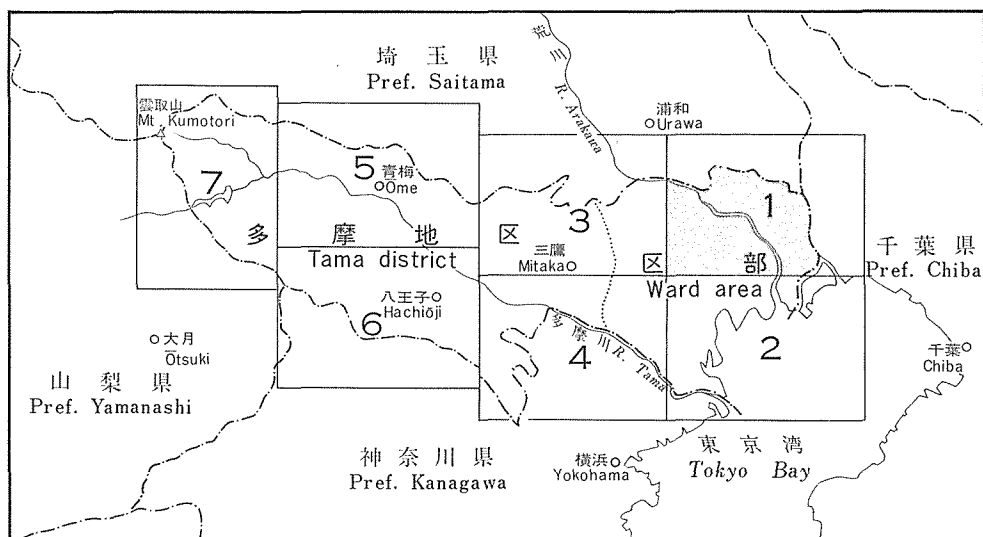 埼玉県
Pref. Saitama
荒川 R. Arakawa
浦和
Urawa
雲取山
Mt Kumotori
5
青梅
Ōme
7
3
1
多摩地区
Tama district
三鷹
Mitaka
区部
Ward area
千葉県
Pref. Chiba
八王子
Hachiōji
6
大月
Ōtsuki
4
多摩川 R. Tama
2
千葉
Chiba
山梨県
Pref. Yamanashi
神奈川県
Pref. Kanagawa
横浜
Yokohama
東京湾
Tokyo Bay